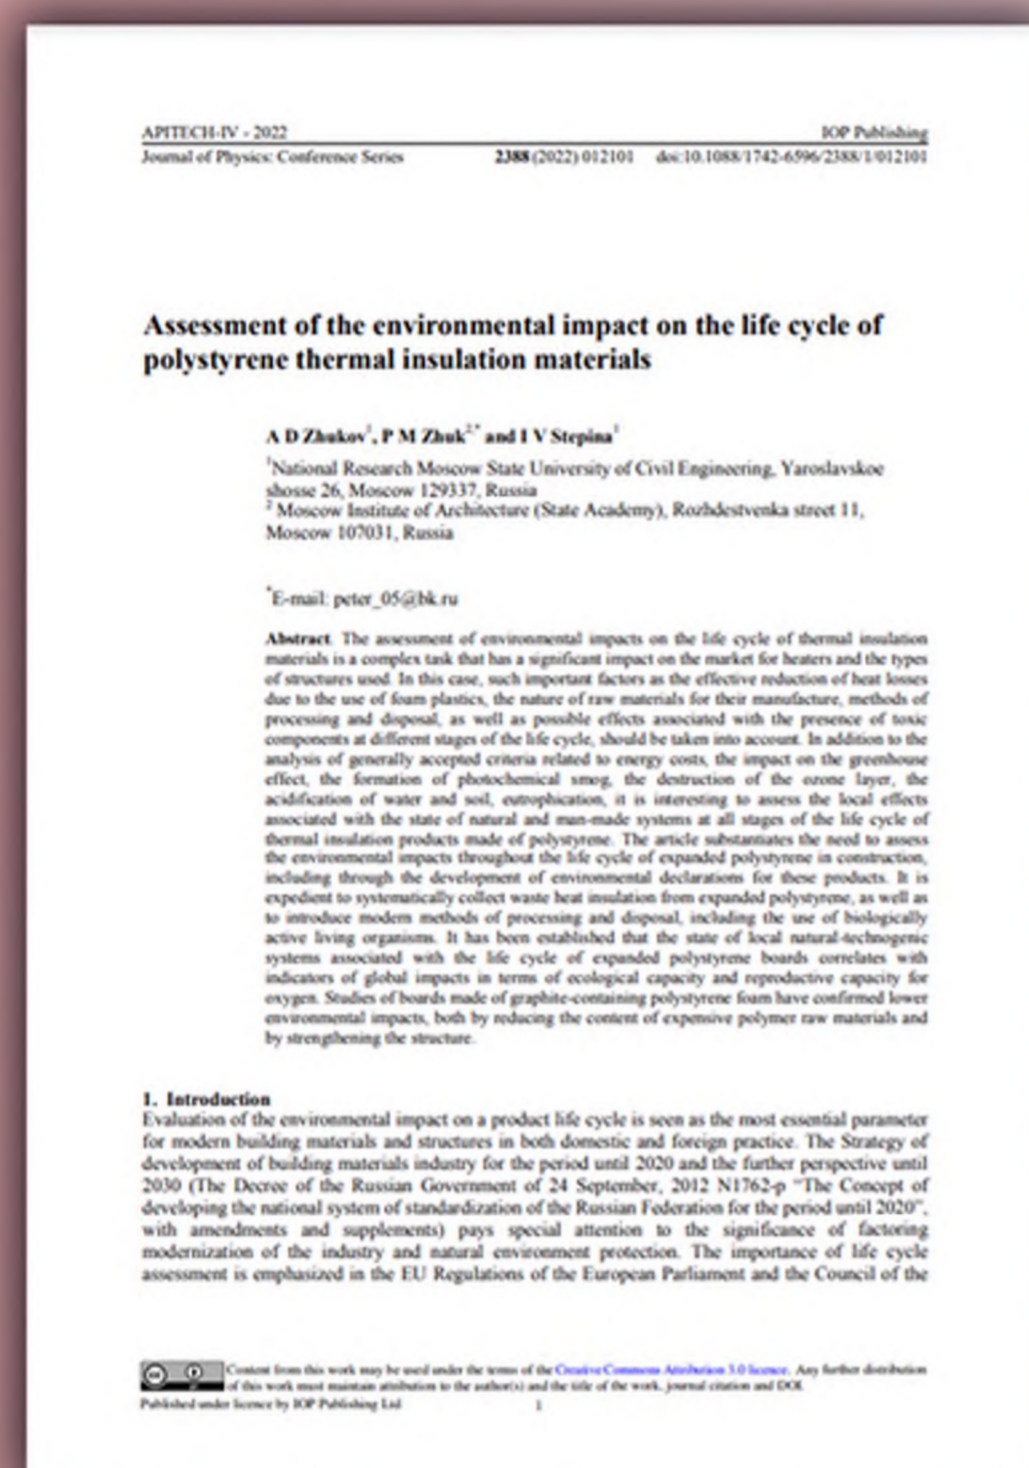 APITECH-IV - 2022
IOP Publishing
Journal of Physics: Conference Series
2388 (2022) 012101
doi:10.1088/1742-6596/2388/1/012101
Assessment of the environmental impact on the life cycle of
polystyrene thermal insulation materials
A D Zhukov1, P M Zhuk2,* and I V Stepina1
1National Research Moscow State University of Civil Engineering, Yaroslavskoe
shosse 26, Moscow 129337, Russia
2 Moscow Institute of Architecture (State Academy), Rozhdestvenka street 11,
Moscow 107031, Russia
*E-mail: peter_05@bk.ru
Abstract. The assessment of environmental impacts on the life cycle of thermal insulation
materials is a complex task that has a significant impact on the market for heaters and the types
of structures used. In this case, such important factors as the effective reduction of heat losses
due to the use of foam plastics, the nature of raw materials for their manufacture, methods of
processing and disposal, as well as possible effects associated with the presence of toxic
components at different stages of the life cycle, should be taken into account. In addition to the
analysis of generally accepted criteria related to energy costs, the impact on the greenhouse
effect, the formation of photochemical smog, the destruction of the ozone layer, the
acidification of water and soil, eutrophication, it is interesting to assess the local effects
associated with the state of natural and man-made systems at all stages of the life cycle of
thermal insulation products made of polystyrene. The article substantiates the need to assess
the environmental impacts throughout the life cycle of expanded polystyrene in construction,
including through the development of environmental declarations for these products. It is
expedient to systematically collect waste heat insulation from expanded polystyrene, as well as
to introduce modern methods of processing and disposal, including the use of biologically
active living organisms. It has been established that the state of local natural-technogenic
systems associated with the life cycle of expanded polystyrene boards correlates with
indicators of global impacts in terms of ecological capacity and reproductive capacity for
oxygen. Studies of boards made of graphite-containing polystyrene foam have confirmed lower
environmental impacts, both by reducing the content of expensive polymer raw materials and
by strengthening the structure.
1. Introduction
Evaluation of the environmental impact on a product life cycle is seen as the most essential parameter
for modern building materials and structures in both domestic and foreign practice. The Strategy of
development of building materials industry for the period until 2020 and the further perspective until
2030 (The Decree of the Russian Government of 24 September, 2012 N1762-p "The Concept of
developing the national system of standardization of the Russian Federation for the period until 2020",
with amendments and supplements) pays special attention to the significance of factoring
modernization of the industry and natural environment protection. The importance of life cycle
assessment is emphasized in the EU Regulations of the European Parliament and the Council of the
Content from this work may be used under the terms of the Creative Commons Attribution 3.0 licence. Any further distribution
of this work must maintain attribution to the author(s) and the title of the work, journal citation and DOI.
Published under licence by IOP Publishing Ltd
1